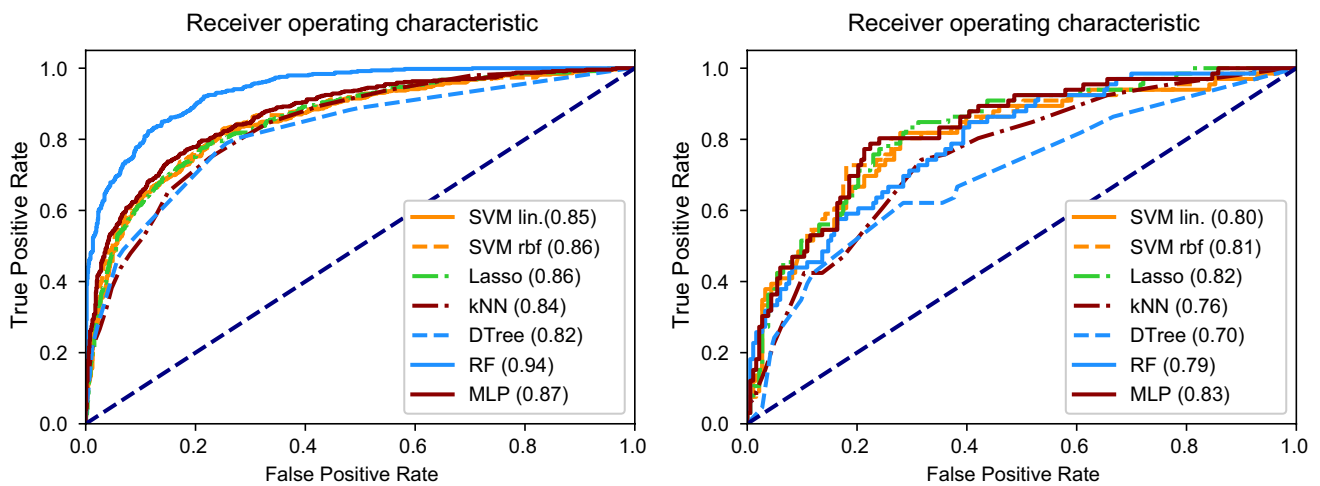 Receiver operating characteristic
True Positive Rate
1.0
0.8
0.6
0.4
0.2
0.0
SVM lin.(0.85)
SVM rbf (0.86)
Lasso (0.86)
kNN (0.84)
DTree (0.82)
RF (0.94)
MLP (0.87)
0.0 0.2 0.4 0.6 0.8 1.0
False Positive Rate
Receiver operating characteristic
True Positive Rate
1.0
0.8
0.6
0.4
0.2
0.0
SVM lin. (0.80)
SVM rbf (0.81)
Lasso (0.82)
kNN (0.76)
DTree (0.70)
RF (0.79)
MLP (0.83)
0.0 0.2 0.4 0.6 0.8 1.0
False Positive Rate